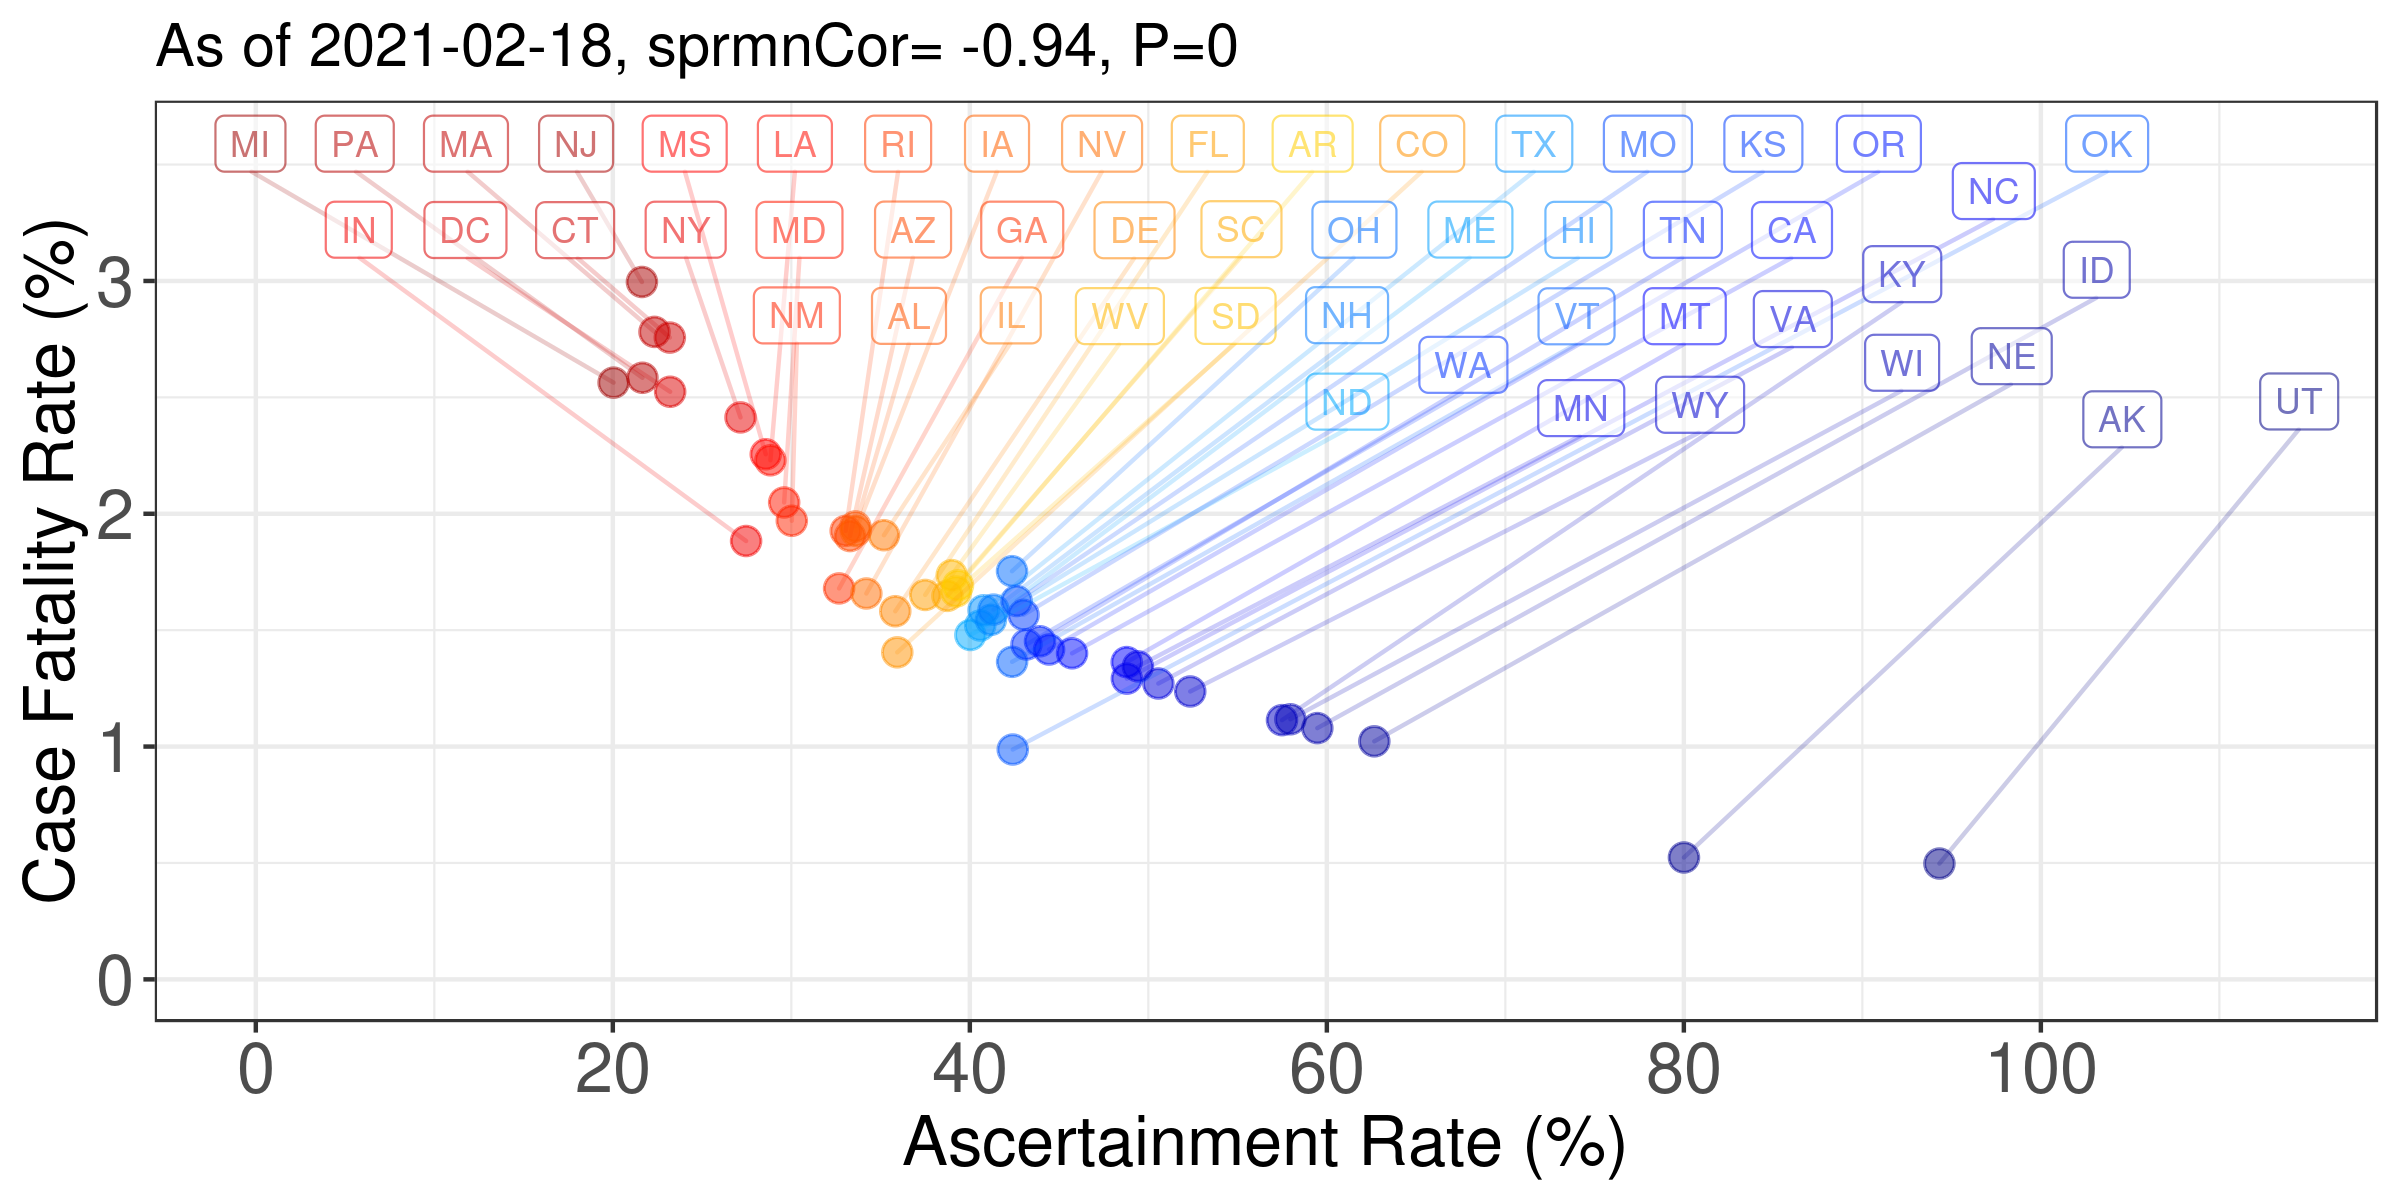 As of 2021-02-18, sprmnCor= -0.94, P=0
MI PA MA NJ MS LA RI IA NV FL AR CO TX MO KS OR OK
NC
IN DC CT NY MD AZ GA DE SC OH ME HI TN CA
KY ID
NM AL IL WV SD NH VT MT VA
WA WI NE
ND MN WY AK UT
Case Fatality Rate (%)
3
2
1
0
0 20 40 60 80 100
Ascertainment Rate (%)